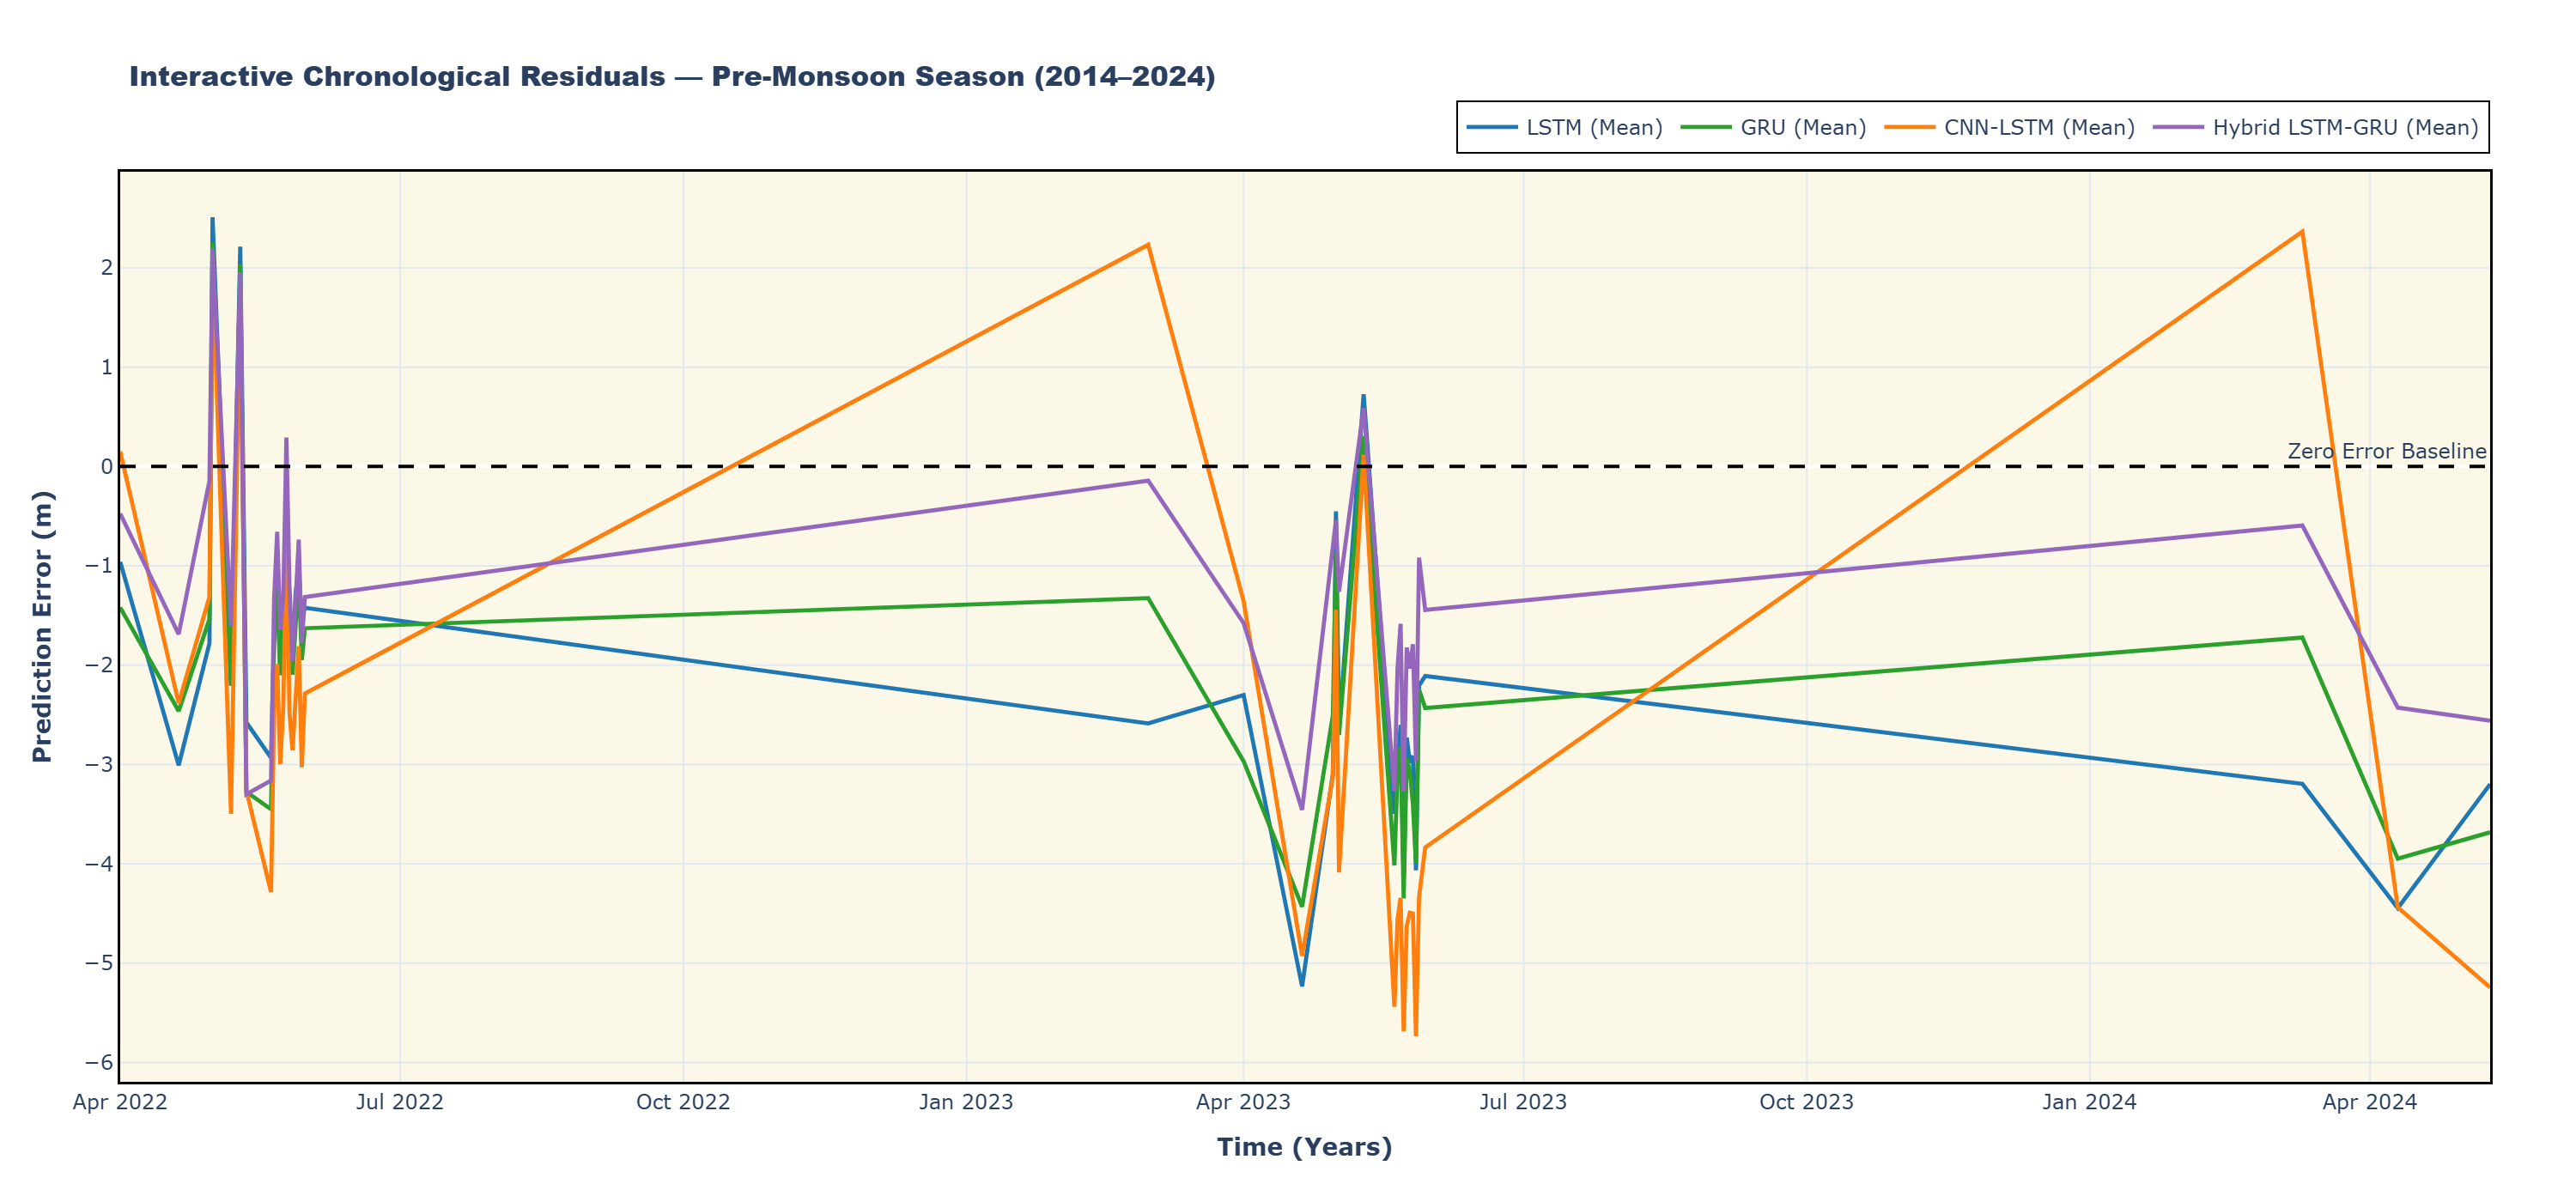 Interactive Chronological Residuals — Pre-Monsoon Season (2014–2024)
LSTM (Mean) GRU (Mean) CNN-LSTM (Mean) Hybrid LSTM-GRU (Mean)
2
1
0
−1
−2
−3
−4
−5
−6
Prediction Error (m)
Zero Error Baseline
Apr 2022 Jul 2022 Oct 2022 Jan 2023 Apr 2023 Jul 2023 Oct 2023 Jan 2024 Apr 2024
Time (Years)